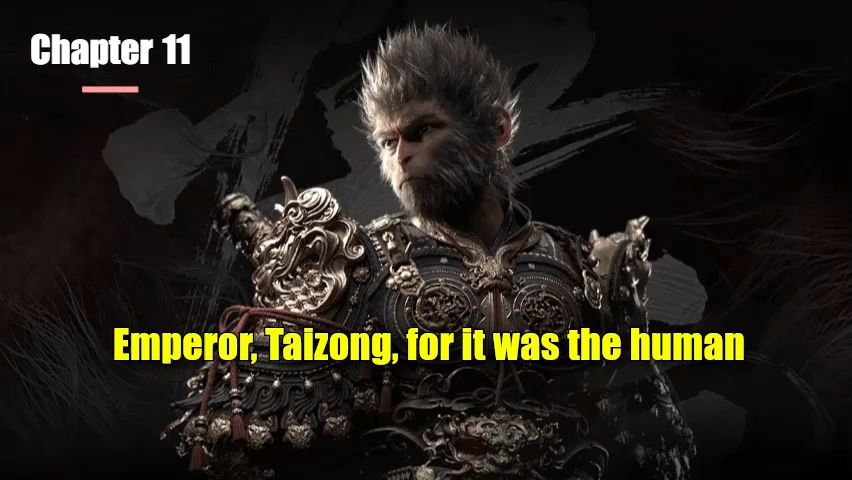 Chapter 11
Emperor, Taizong, for it was the human